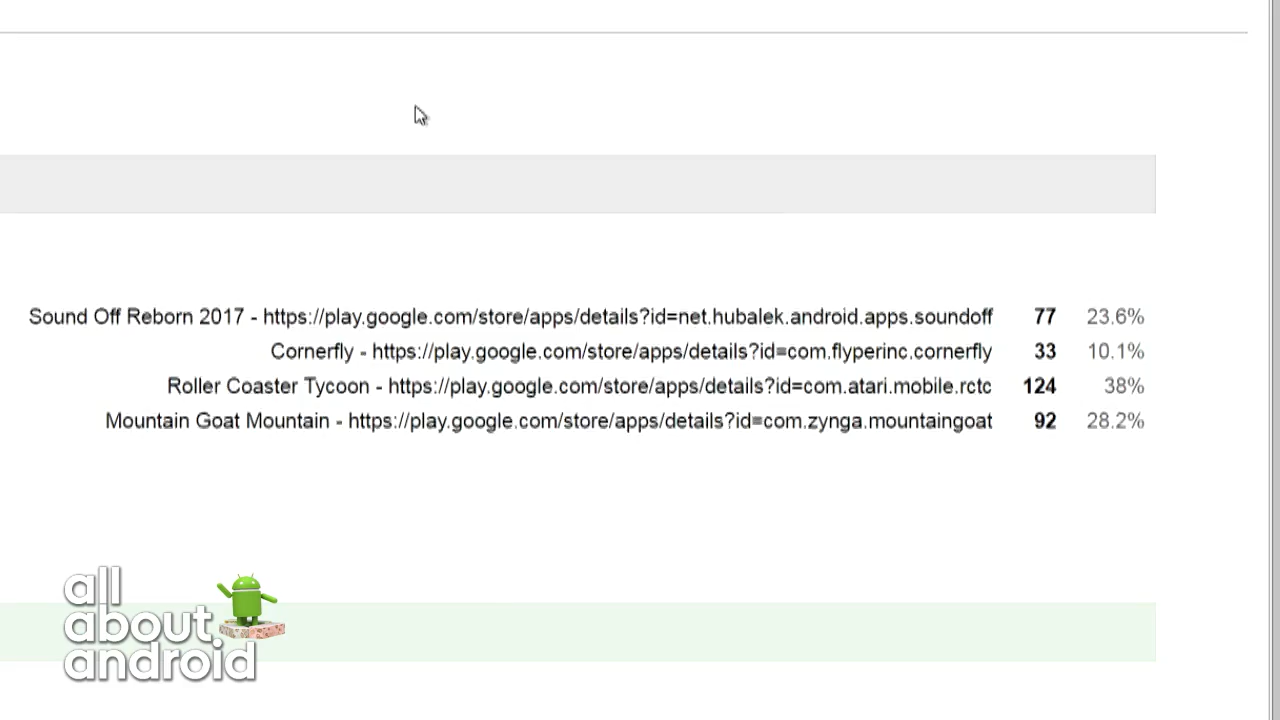 Sound Off Reborn 2017 - https://play.google.com/store/apps/details?id=net.hubalek.android.apps.soundoff 77 23.6%
Cornerfly - https://play.google.com/store/apps/details?id=com.flyperinc.cornerfly 33 10.1%
Roller Coaster Tycoon - https://play.google.com/store/apps/details?id=com.atari.mobile.rctc 124 38%
Mountain Goat Mountain - https://play.google.com/store/apps/details?id=com.zynga.mountaingoat 92 28.2%
all
about
android